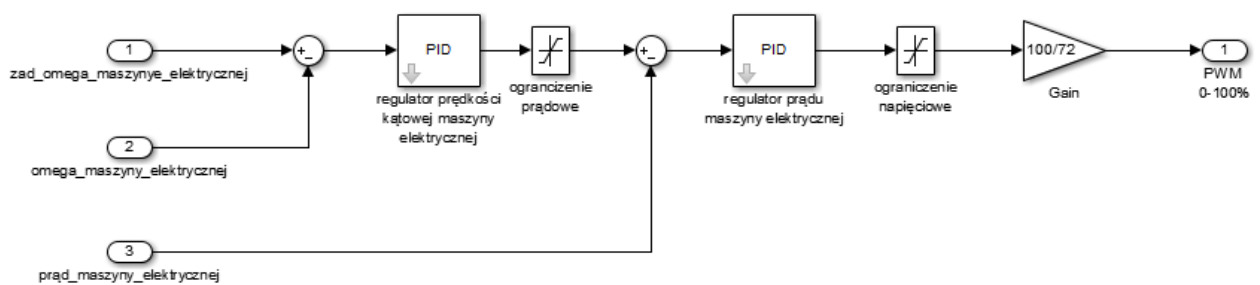 1
zad_omega_maszynye_elektrycznej
2
omega_maszyny_elektrycznej
3
prąd_maszyny_elektrycznej
+
−
PID
regulator prędkości
kątowej maszyny
elektrycznej
ograncizenie
prądowe
+
−
PID
regulator prądu
maszyny elektrycznej
ograniczenie
napięciowe
100/72
Gain
1
PWM
0-100%